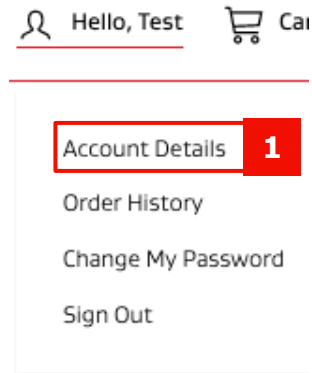 Hello, Test Car
Account Details 1
Order History
Change My Password
Sign Out